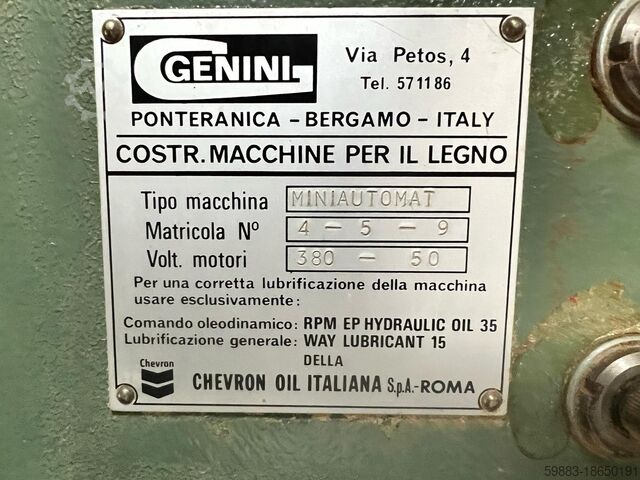 GENINI
Via Petos, 4
Tel. 571186
PONTERANICA - BERGAMO - ITALY
COSTR. MACCHINE PER IL LEGNO
Tipo macchina MINIAUTOMAT
Matricola Nº 4 - 5 - 9
Volt. motori 380 - 50
Per una corretta lubrificazione della macchina
usare esclusivamente:
Comando oleodinamico: RPM EP HYDRAULIC OIL 35
Lubrificazione generale: WAY LUBRICANT 15
DELLA
Chevron
CHEVRON OIL ITALIANA S.p.A.-ROMA
59883-18650191